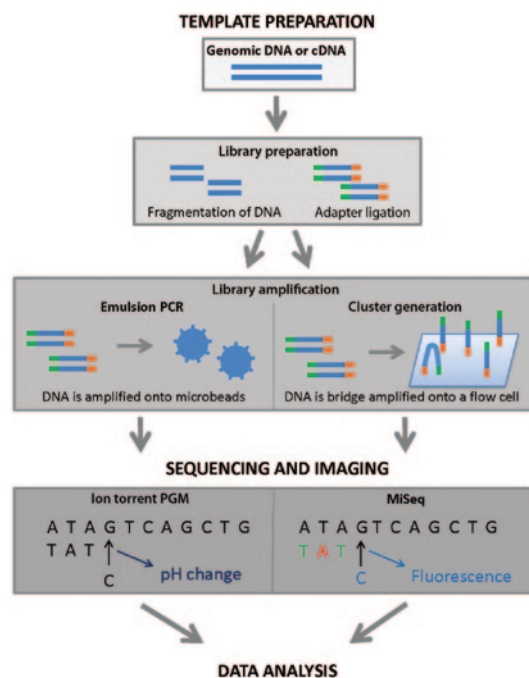 TEMPLATE PREPARATION
Genomic DNA or cDNA
Library preparation
Fragmentation of DNA
Adapter ligation
Library amplification
Emulsion PCR
Cluster generation
DNA is amplified onto microbeads
DNA is bridge amplified onto a flow cell
SEQUENCING AND IMAGING
Ion torrent PGM
MiSeq
A T A G T C A G C T G
A T A G T C A G C T G
T A T
T A T
pH change
Fluorescence
C
C
DATA ANALYSIS